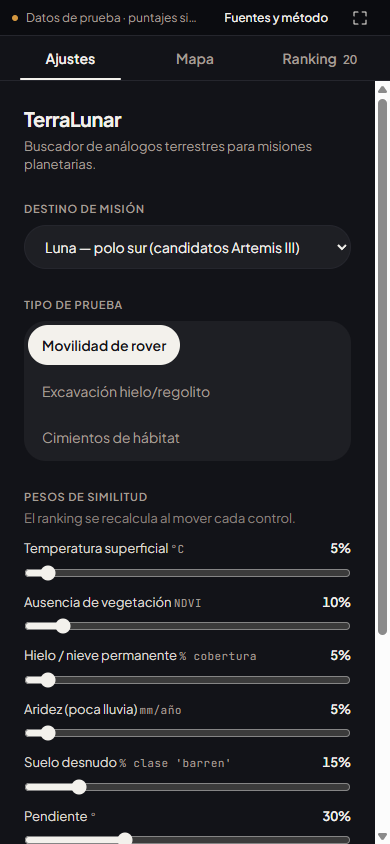 Datos de prueba · puntajes si... Fuentes y método
Ajustes Mapa Ranking 20
TerraLunar
Buscador de análogos terrestres para misiones
planetarias.
DESTINO DE MISIÓN
Luna — polo sur (candidatos Artemis III)
TIPO DE PRUEBA
Movilidad de rover
Excavación hielo/regolito
Cimientos de hábitat
PESOS DE SIMILITUD
El ranking se recalcula al mover cada control.
Temperatura superficial °C 5%
Ausencia de vegetación NDVI 10%
Hielo / nieve permanente % cobertura 5%
Aridez (poca lluvia) mm/año 5%
Suelo desnudo % clase 'barren' 15%
Pendiente ° 30%